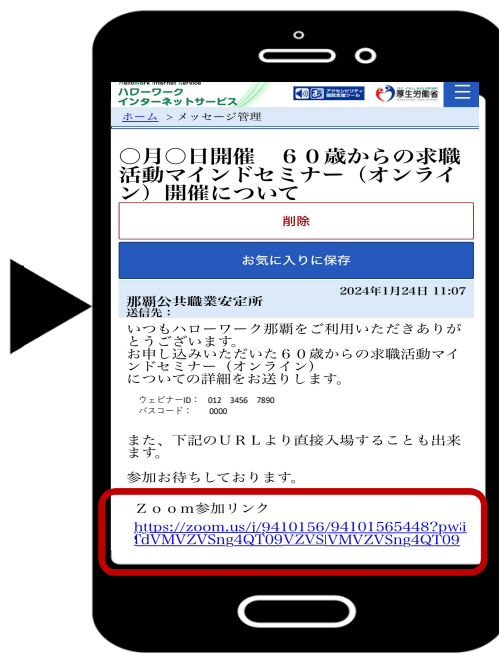 HelloWork Internet Service
ハローワーク
インターネットサービス
アクセシビリティ
閲覧支援ツール
厚生労働省
ホーム > メッセージ管理
〇月〇日開催　６０歳からの求職
活動マインドセミナー（オンライ
ン）開催について
削除
お気に入りに保存
2024年1月24日 11:07
那覇公共職業安定所
送信先：
いつもハローワーク那覇をご利用いただきありが
とうございます。
お申し込みいただいた６０歳からの求職活動マイ
ンドセミナー（オンライン）
についての詳細をお送りします。
ウェビナーID： 012 3456 7890
パスコード： 0000
また、下記のＵＲＬより直接入場することも出来
ます。
参加お待ちしております。
Ｚｏｏｍ参加リンク
https://zoom.us/j/9410156/94101565448?pwi
fdVMVZVSng4QT09VZVS|VMVZVSng4QT09